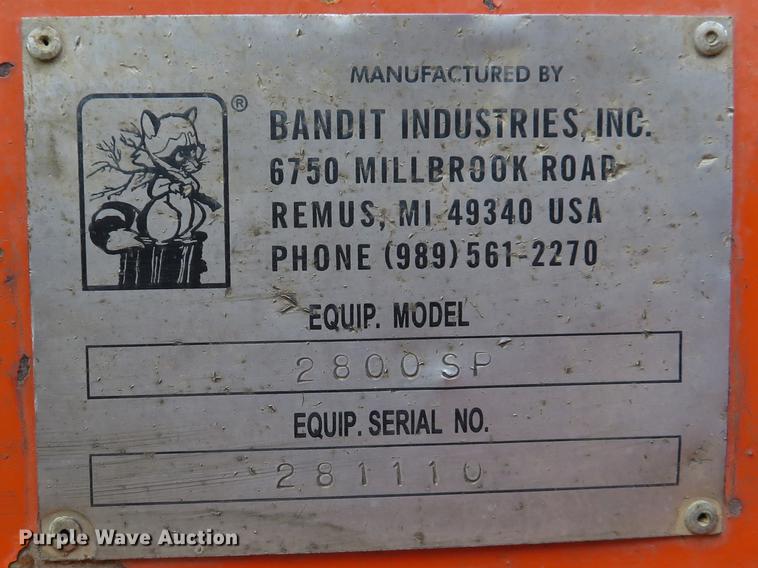 MANUFACTURED BY
®
BANDIT INDUSTRIES, INC.
6750 MILLBROOK ROAD
REMUS, MI 49340 USA
PHONE (989) 561-2270
EQUIP. MODEL
2800SP
EQUIP. SERIAL NO.
281110
Purple Wave Auction